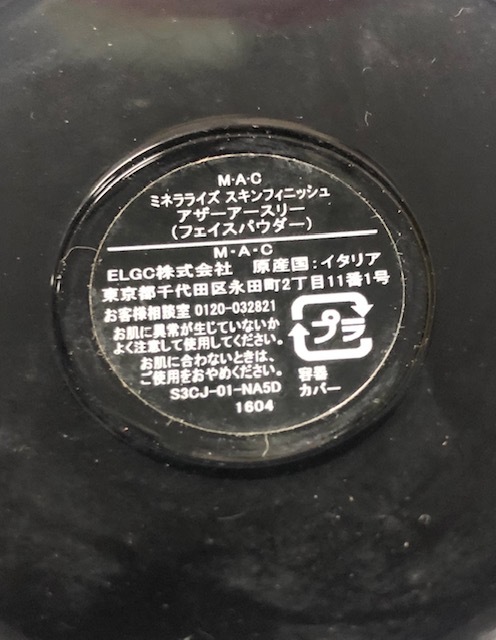 M·A·C
ミネラライズ スキンフィニッシュ
アザーアースリー
(フェイスパウダー)
M·A·C
ELGC株式会社 原産国:イタリア
東京都千代田区永田町2丁目11番1号
お客様相談室 0120-032821
お肌に異常が生じていないか
よく注意して使用してください。
お肌に合わないときは、
ご使用をおやめください。
S3CJ-01-NA5D
1604
プラ
容器
カバー